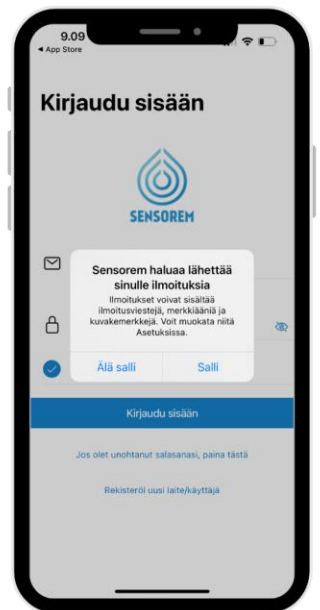 9.09
◀ App Store
Kirjaudu sisään
SENSOREM
Sensorem haluaa lähettää
sinulle ilmoituksia
Ilmoitukset voivat sisältää
ilmoitusviestejä, merkkiääniä ja
kuvakemerkkejä. Voit muokata niitä
Asetuksissa.
Älä salli
Salli
Kirjaudu sisään
Jos olet unohtanut salasanasi, paina tästä
Rekisteröi uusi laite/käyttäjä